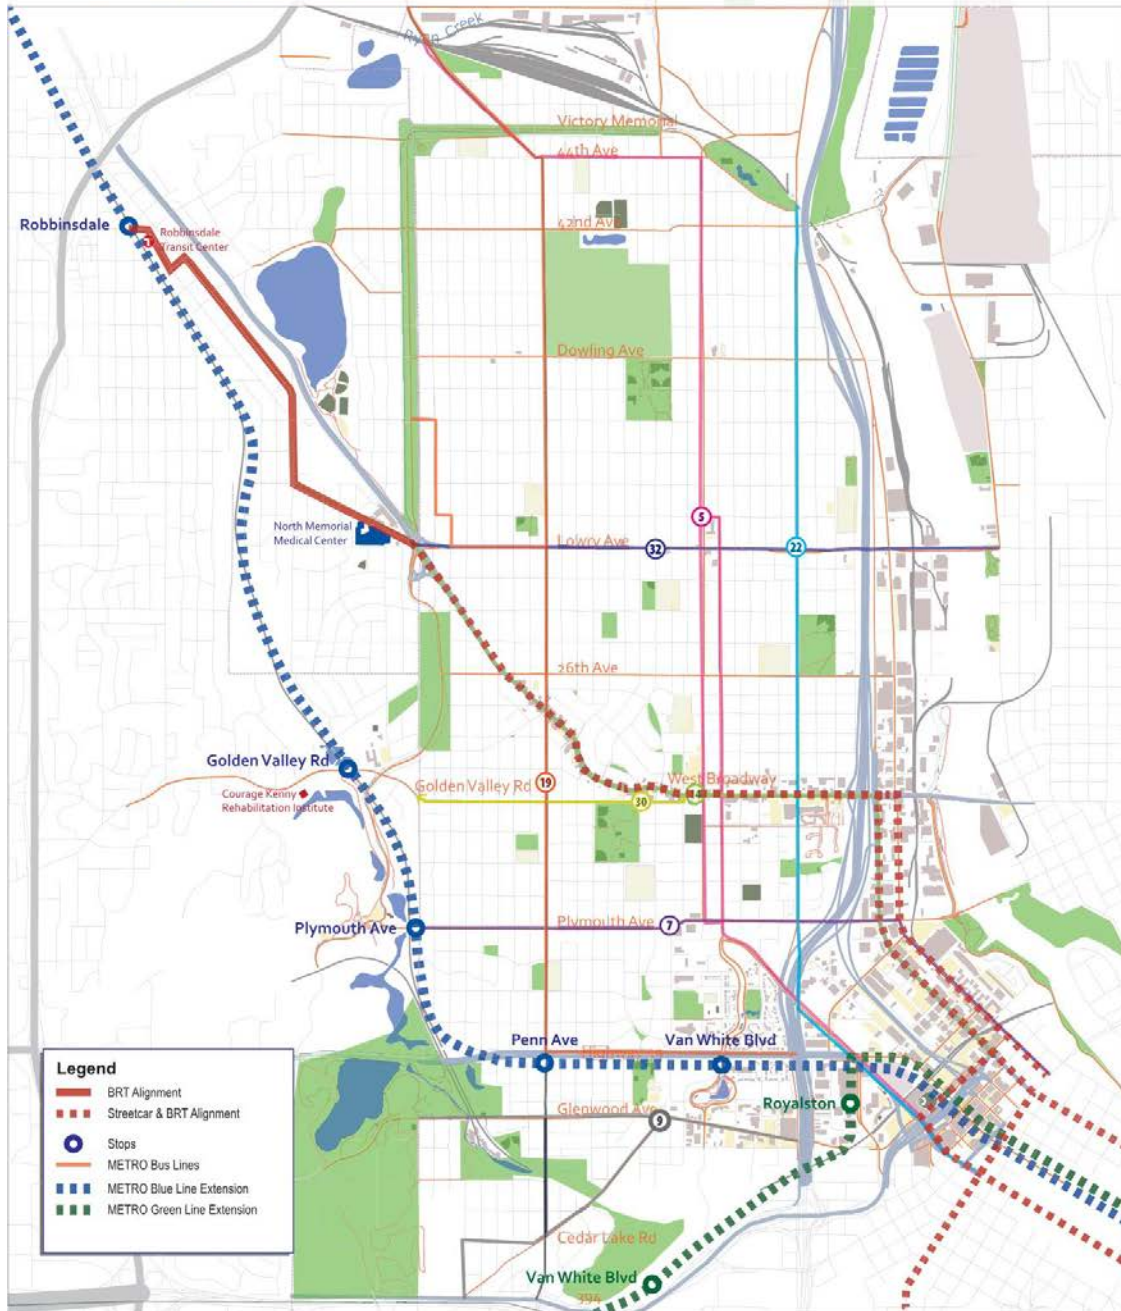 Ryan Creek
Victory Memorial
44th Ave
Robbinsdale
Robbinsdale
Transit Center
42nd Ave
Dowling Ave
5
North Memorial
Medical Center
Lowry Ave
32
22
26th Ave
Golden Valley Rd
Courage Kenny
Rehabilitation Institute
Golden Valley Rd
19
West Broadway
30
14
Plymouth Ave
Plymouth Ave
7
Penn Ave
Van White Blvd
Glenwood Ave
9
Royalston
Cedar Lake Rd
Van White Blvd
394
Legend
BRT Alignment
Streetcar & BRT Alignment
Stops
METRO Bus Lines
METRO Blue Line Extension
METRO Green Line Extension